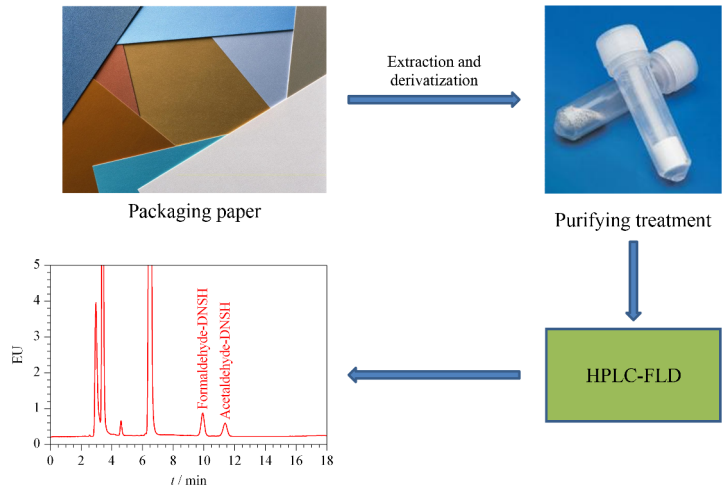 Extraction and
derivatization
Packaging paper
Purifying treatment
HPLC-FLD
5
4
3
2
1
0
EU
Formaldehyde-DNSH
Acetaldehyde-DNSH
0 2 4 6 8 10 12 14 16 18
t / min